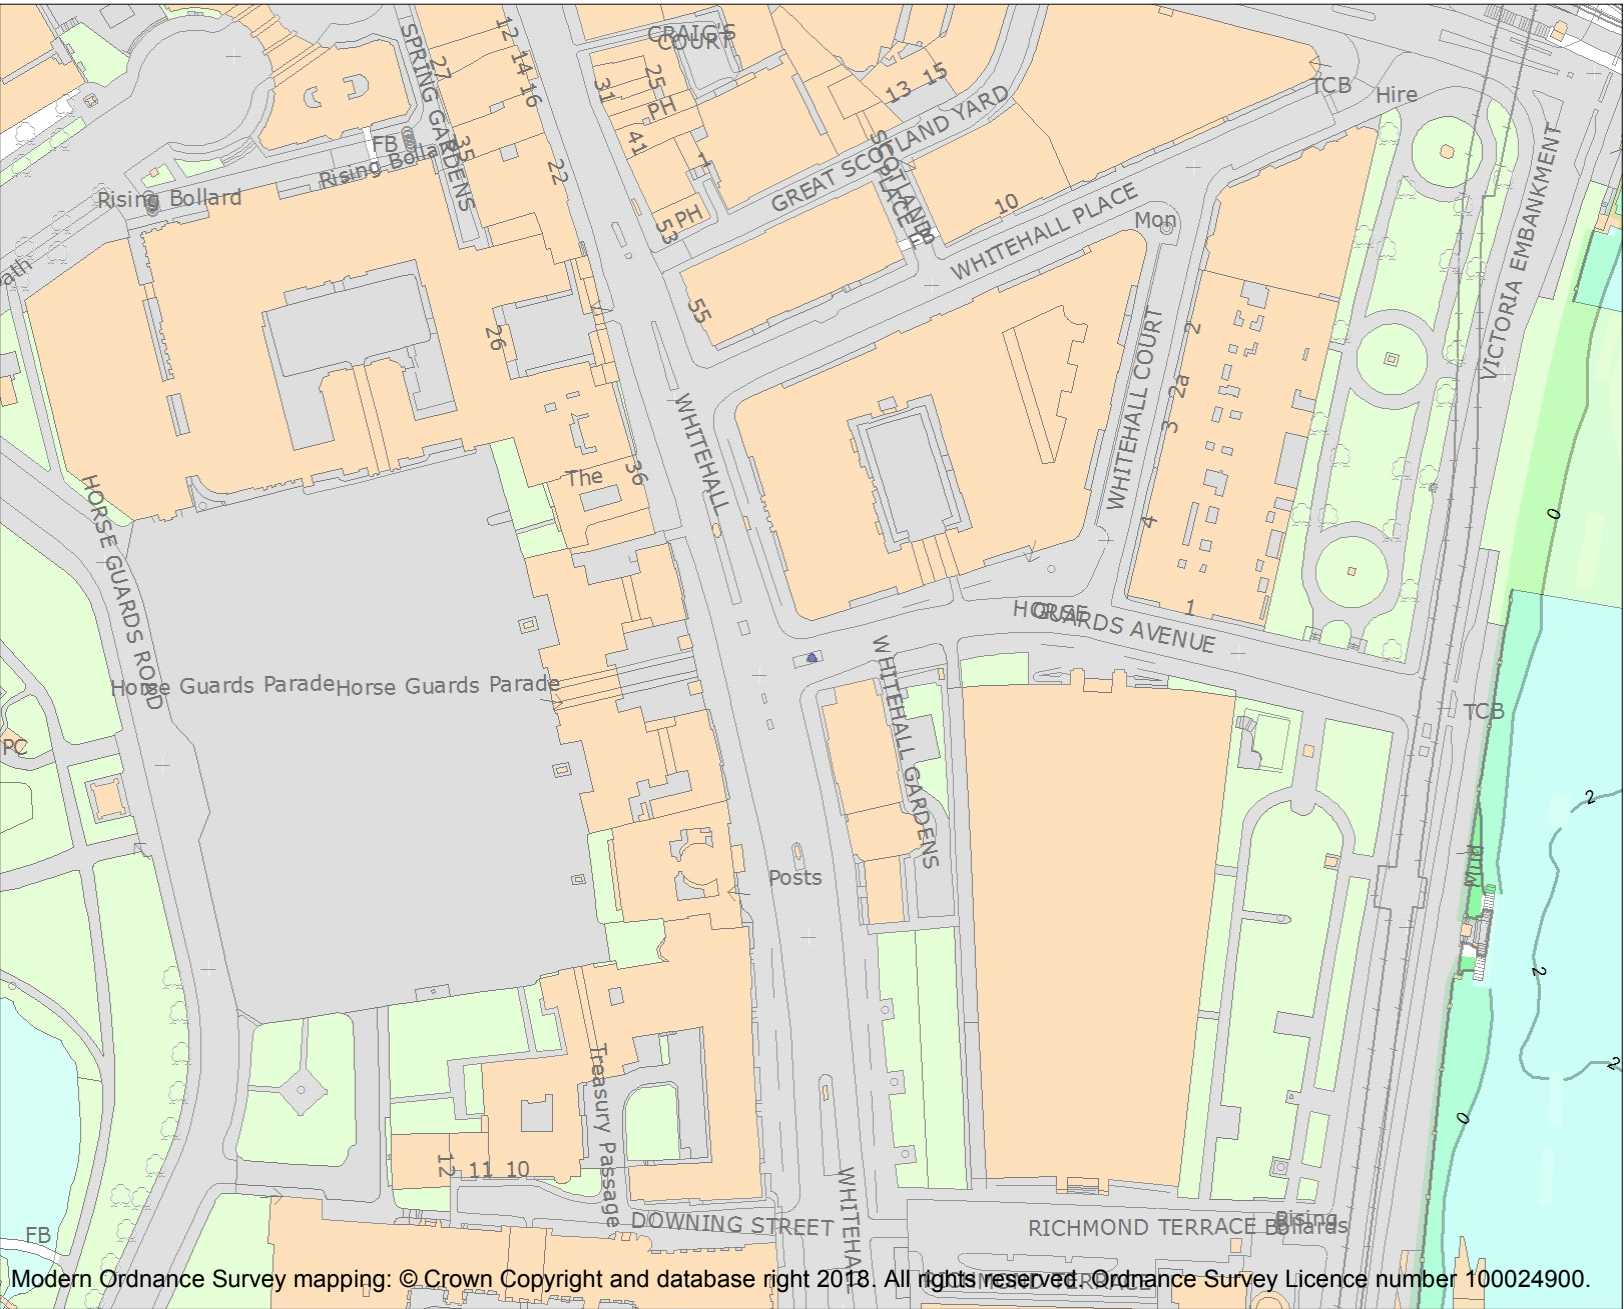 CRAIG'S
COURT
SPRING GARDENS
12
14
16
22
27
35
31
25
PH
41
7
53
PH
13
15
TCB
Hire
GREAT SCOTLAND YARD
SCOTLAND
PLACE
FB
Rising Bollard
Rising Bollard
10
WHITEHALL PLACE
Mon
55
26
WHITEHALL
WHITEHALL COURT
2
2a
3
4
1
VICTORIA EMBANKMENT
The
36
0
HORSE GUARDS ROAD
HORSE
GUARDS AVENUE
Horse Guards Parade
Horse Guards Parade
WHITEHALL GARDENS
PC
TCB
2
Posts
Mud
2
2
0
Treasury Passage
12
11
10
WHITEHAL
DOWNING STREET
RICHMOND TERRACE
Rising
Bollards
FB
RICHMOND TERRACE
Modern Ordnance Survey mapping: © Crown Copyright and database right 2018. All rights reserved. Ordnance Survey Licence number 100024900.